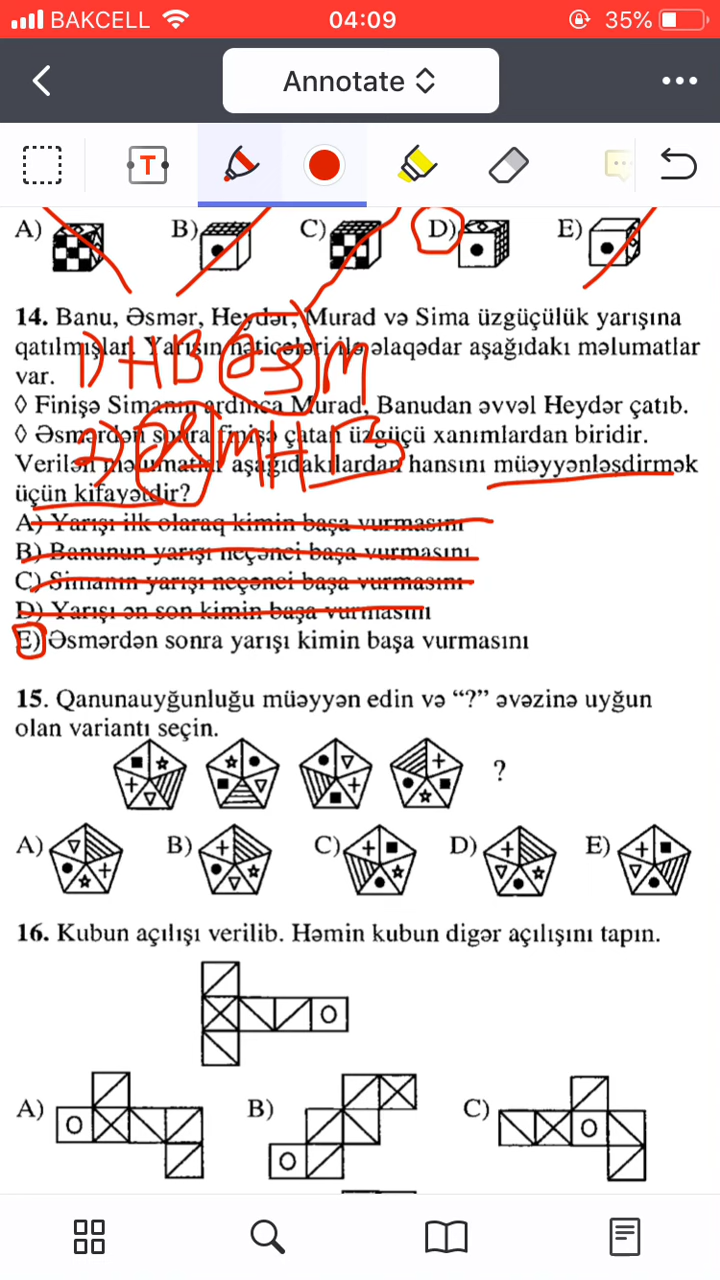 BAKCELL 04:09 35%
Annotate
T
A) B) C) D) E)
14. Banu, Əsmər, Heydər, Murad və Sima üzgüçülük yarışına
qatılmışlar. Yarışın nəticələri ilə əlaqədar aşağıdakı məlumatlar
var.
1) H B Ə S M
◊ Finişə Simanın ardınca Murad, Banudan əvvəl Heydər çatıb.
◊ Əsmərdən sonra finişə çatan üzgüçü xanımlardan biridir.
2) Ə S M H B
Verilən məlumatlar aşağıdakılardan hansını müəyyənləşdirmək
üçün kifayətdir?
A) Yarışı ilk olaraq kimin başa vurmasını
B) Banunun yarışı neçənci başa vurmasını
C) Simanın yarışı neçənci başa vurmasını
D) Yarışı ən son kimin başa vurmasını
E) Əsmərdən sonra yarışı kimin başa vurmasını
15. Qanunauyğunluğu müəyyən edin və “?” əvəzinə uyğun
olan variantı seçin.
?
A) B) C) D) E)
16. Kubun açılışı verilib. Həmin kubun digər açılışını tapın.
O
A) O B) O C) O